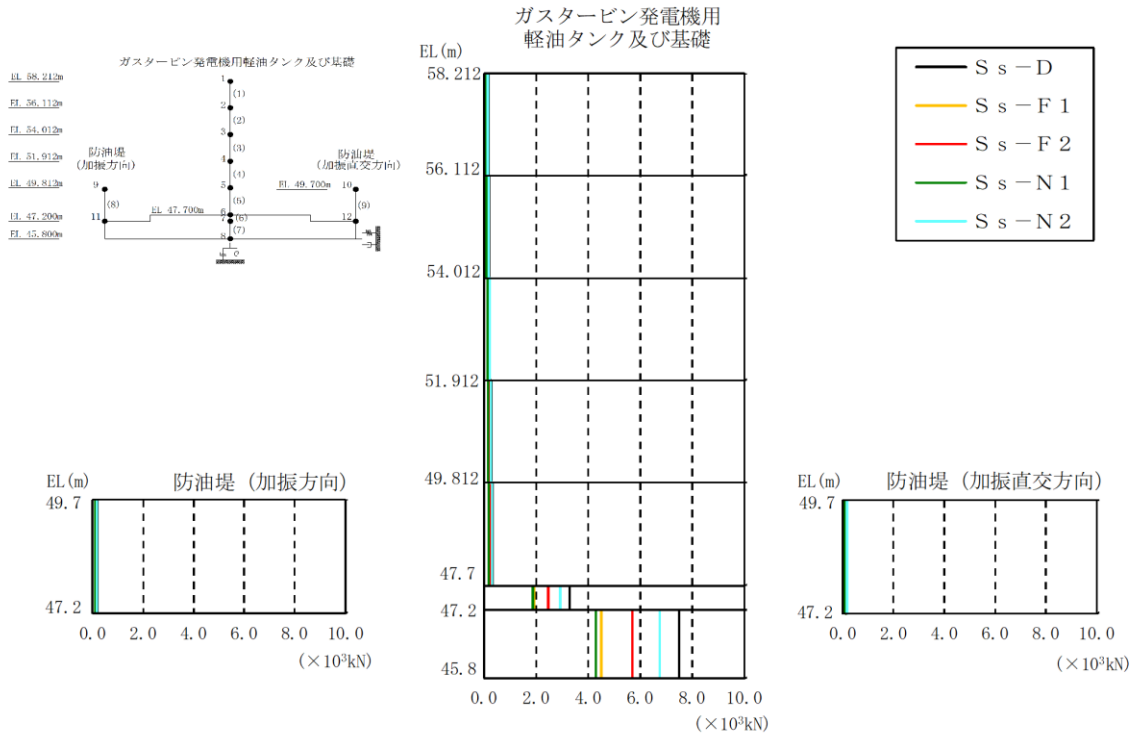 ガスタービン発電機用軽油タンク及び基礎
EL 58.212m
EL 56.112m
EL 54.012m
EL 51.912m
EL 49.812m
EL 47.200m
EL 45.800m
防油堤
(加振方向)
防油堤
(加振直交方向)
EL 49.700m
EL 47.700m
1
(1)
2
(2)
3
(3)
4
(4)
5
(5)
6
(6)
7
(7)
8
9
(8)
11
10
(9)
12
ガスタービン発電機用
軽油タンク及び基礎
EL(m)
58.212
56.112
54.012
51.912
49.812
47.7
47.2
45.8
0.0 2.0 4.0 6.0 8.0 10.0
(×10³kN)
Ss-D
Ss-F1
Ss-F2
Ss-N1
Ss-N2
EL(m) 防油堤（加振方向）
49.7
47.2
0.0 2.0 4.0 6.0 8.0 10.0
(×10³kN)
EL(m) 防油堤（加振直交方向）
49.7
47.2
0.0 2.0 4.0 6.0 8.0 10.0
(×10³kN)